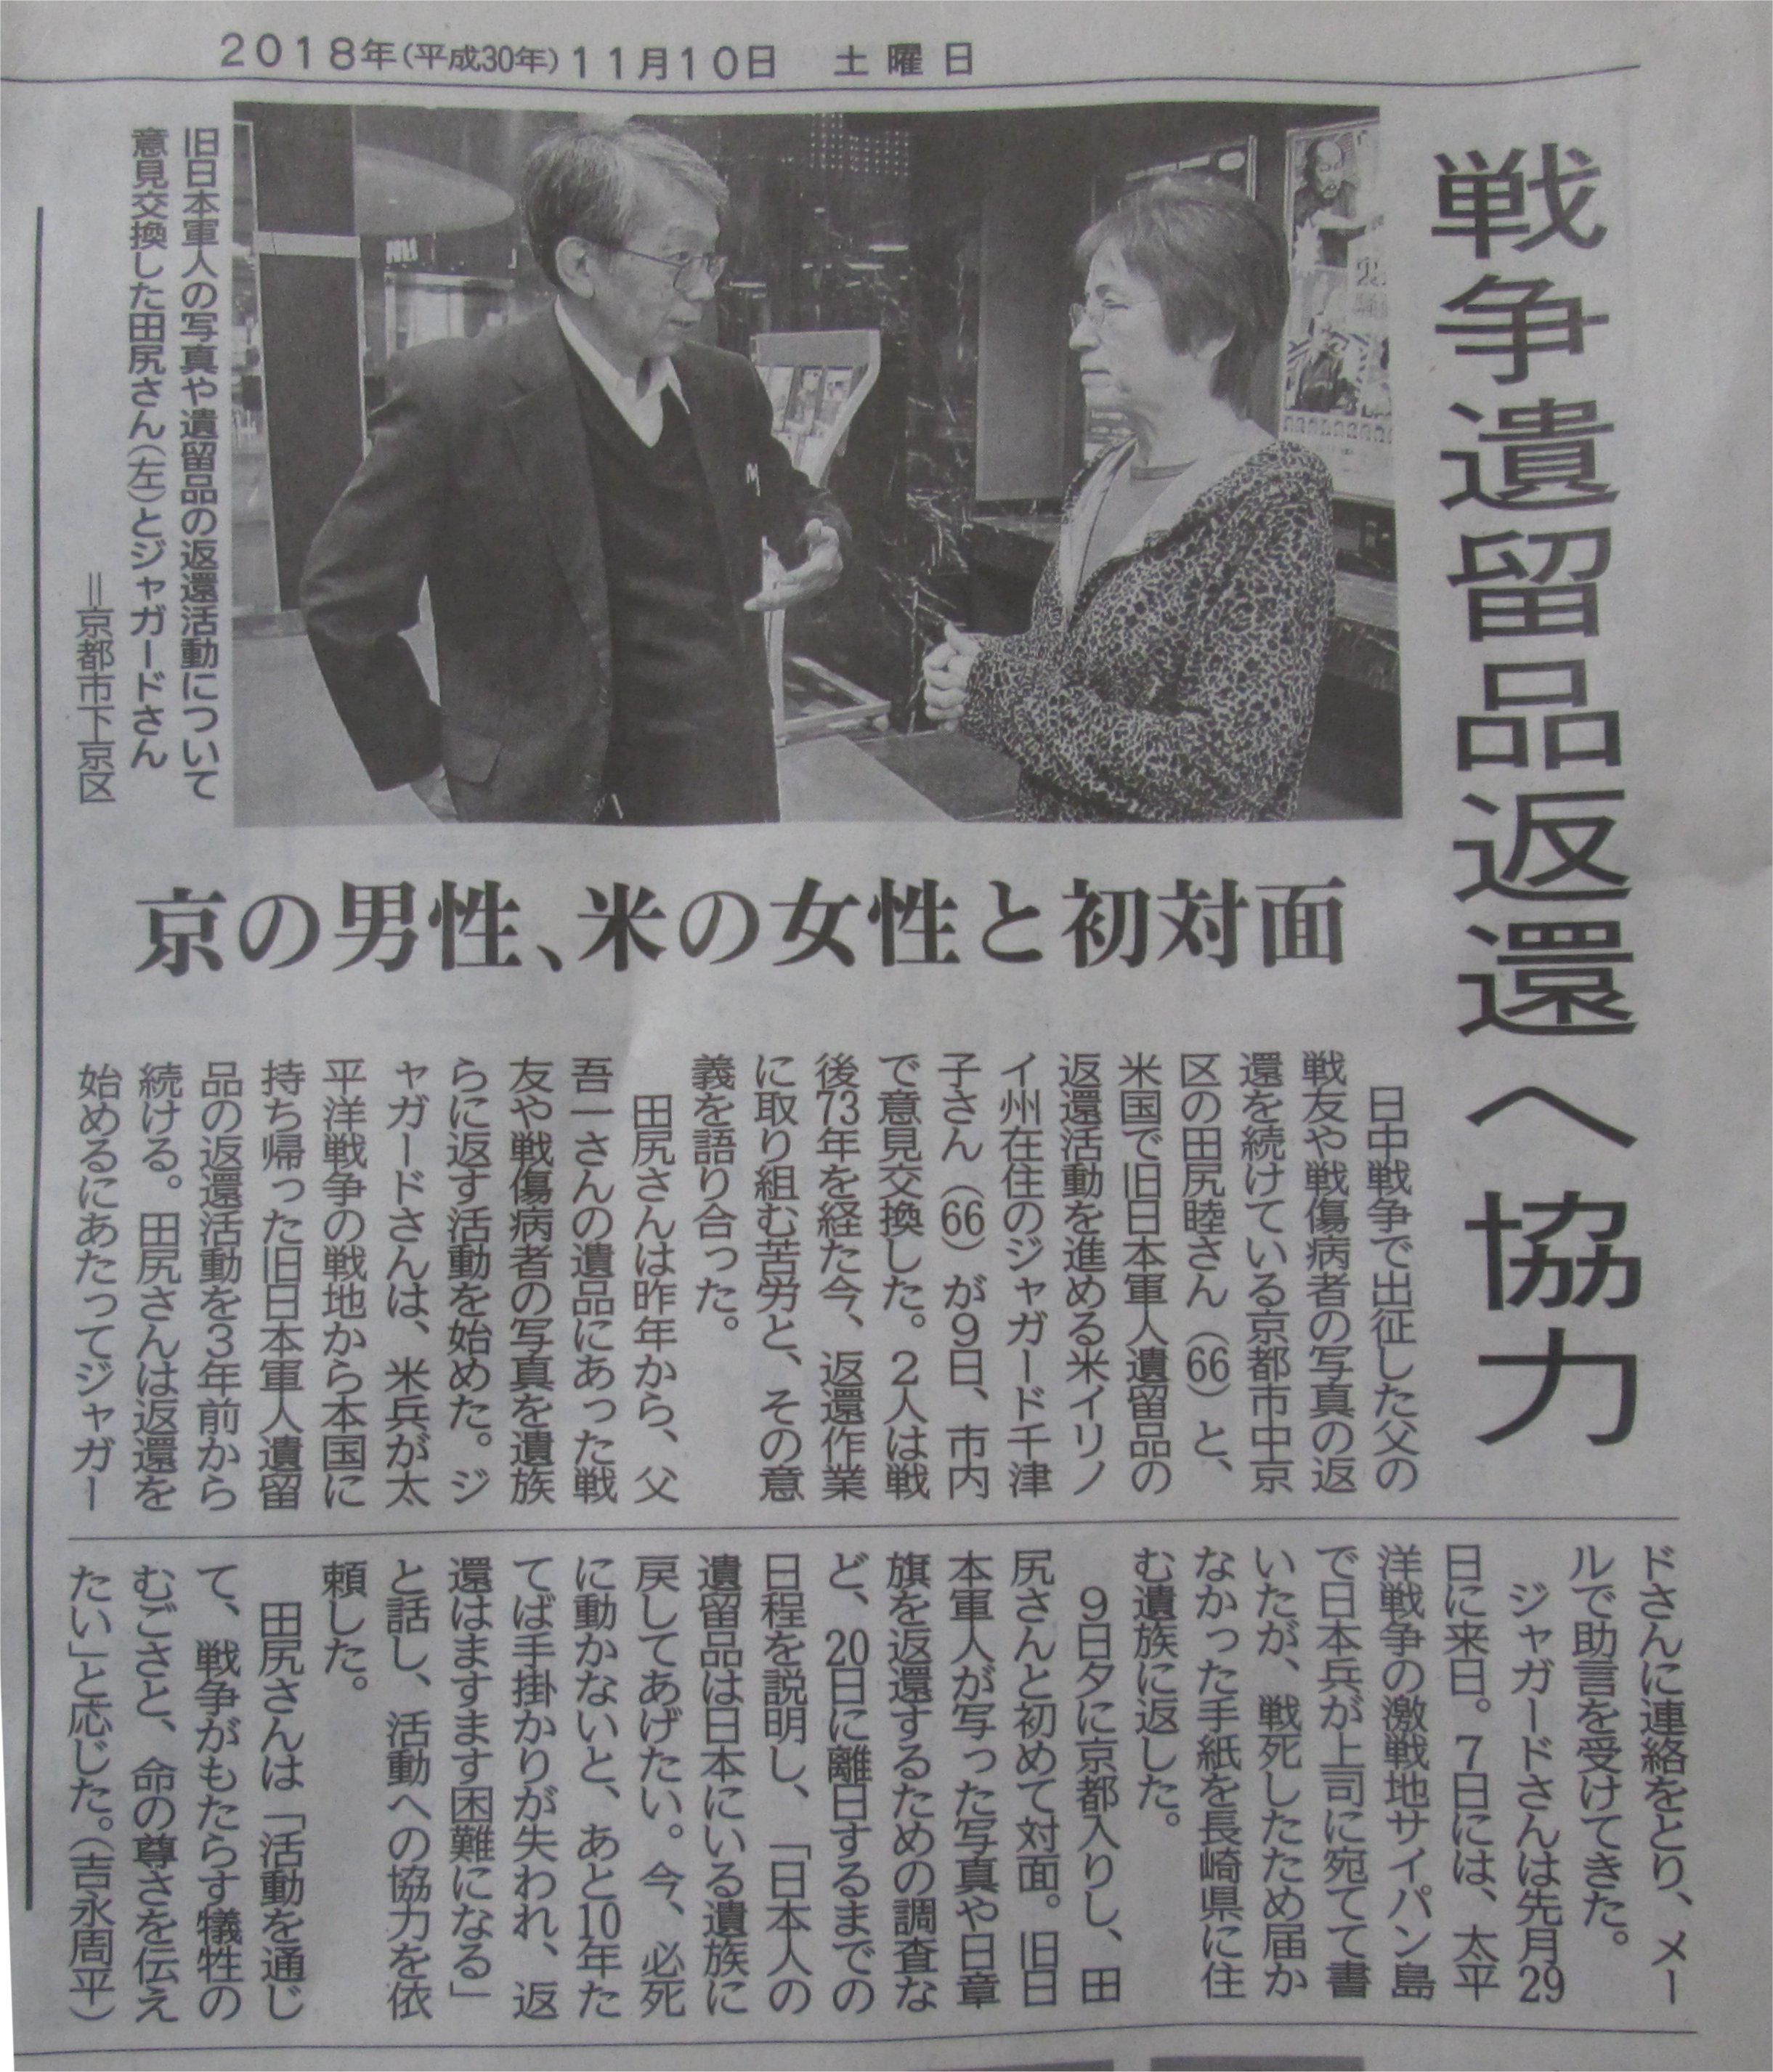 2018年(平成30年)11月10日 土曜日
戦争遺留品返還へ協力
京の男性、米の女性と初対面
旧日本軍人の写真や遺留品の返還活動について
意見交換した田尻さん(左)とジャガードさん
=京都市下京区
日中戦争で出征した父の
戦友や戦傷病者の写真の返
還を続けている京都市中京
区の田尻睦さん(66)と、
米国で旧日本軍人遺留品の
返還活動を進める米イリノ
イ州在住のジャガード千津
子さん(66)が9日、市内
で意見交換した。2人は戦
後73年を経た今、返還作業
に取り組む苦労と、その意
義を語り合った。
田尻さんは昨年から、父
吾一さんの遺品にあった戦
友や戦傷病者の写真を遺族
らに返す活動を始めた。ジ
ャガードさんは、米兵が太
平洋戦争の戦地から本国に
持ち帰った旧日本軍人遺留
品の返還活動を3年前から
続ける。田尻さんは返還を
始めるにあたってジャガー
ドさんに連絡をとり、メー
ルで助言を受けてきた。
ジャガードさんは先月29
日に来日。7日には、太平
洋戦争の激戦地サイパン島
で日本兵が上司に宛てて書
いたが、戦死したため届か
なかった手紙を長崎県に住
む遺族に返した。
9日夕に京都入りし、田
尻さんと初めて対面。旧日
本軍人が写った写真や日章
旗を返還するための調査な
ど、20日に離日するまでの
日程を説明し、「日本人の
遺留品は日本にいる遺族に
戻してあげたい。今、必死
に動かないと、あと10年た
てば手掛かりが失われ、返
還はますます困難になる」
と話し、活動への協力を依
頼した。
田尻さんは「活動を通じ
て、戦争がもたらす犠牲の
むごさと、命の尊さを伝え
たい」と応じた。(吉永周平)